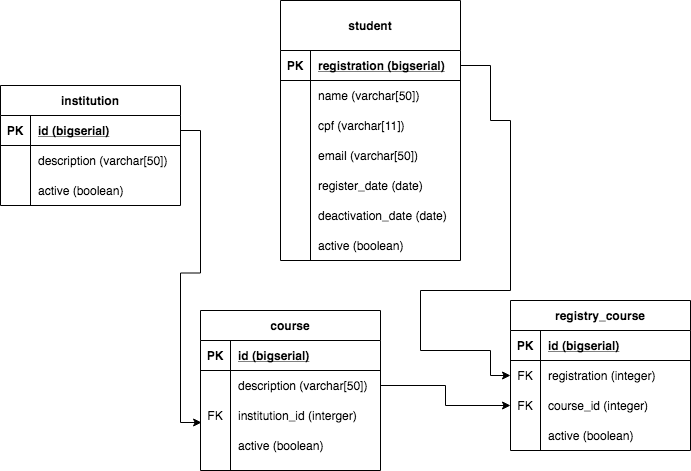 student
PK registration (bigserial)
name (varchar[50])
cpf (varchar[11])
email (varchar[50])
register_date (date)
deactivation_date (date)
active (boolean)
institution
PK id (bigserial)
description (varchar[50])
active (boolean)
course
PK id (bigserial)
description (varchar[50])
FK institution_id (interger)
active (boolean)
registry_course
PK id (bigserial)
FK registration (integer)
FK course_id (integer)
active (boolean)